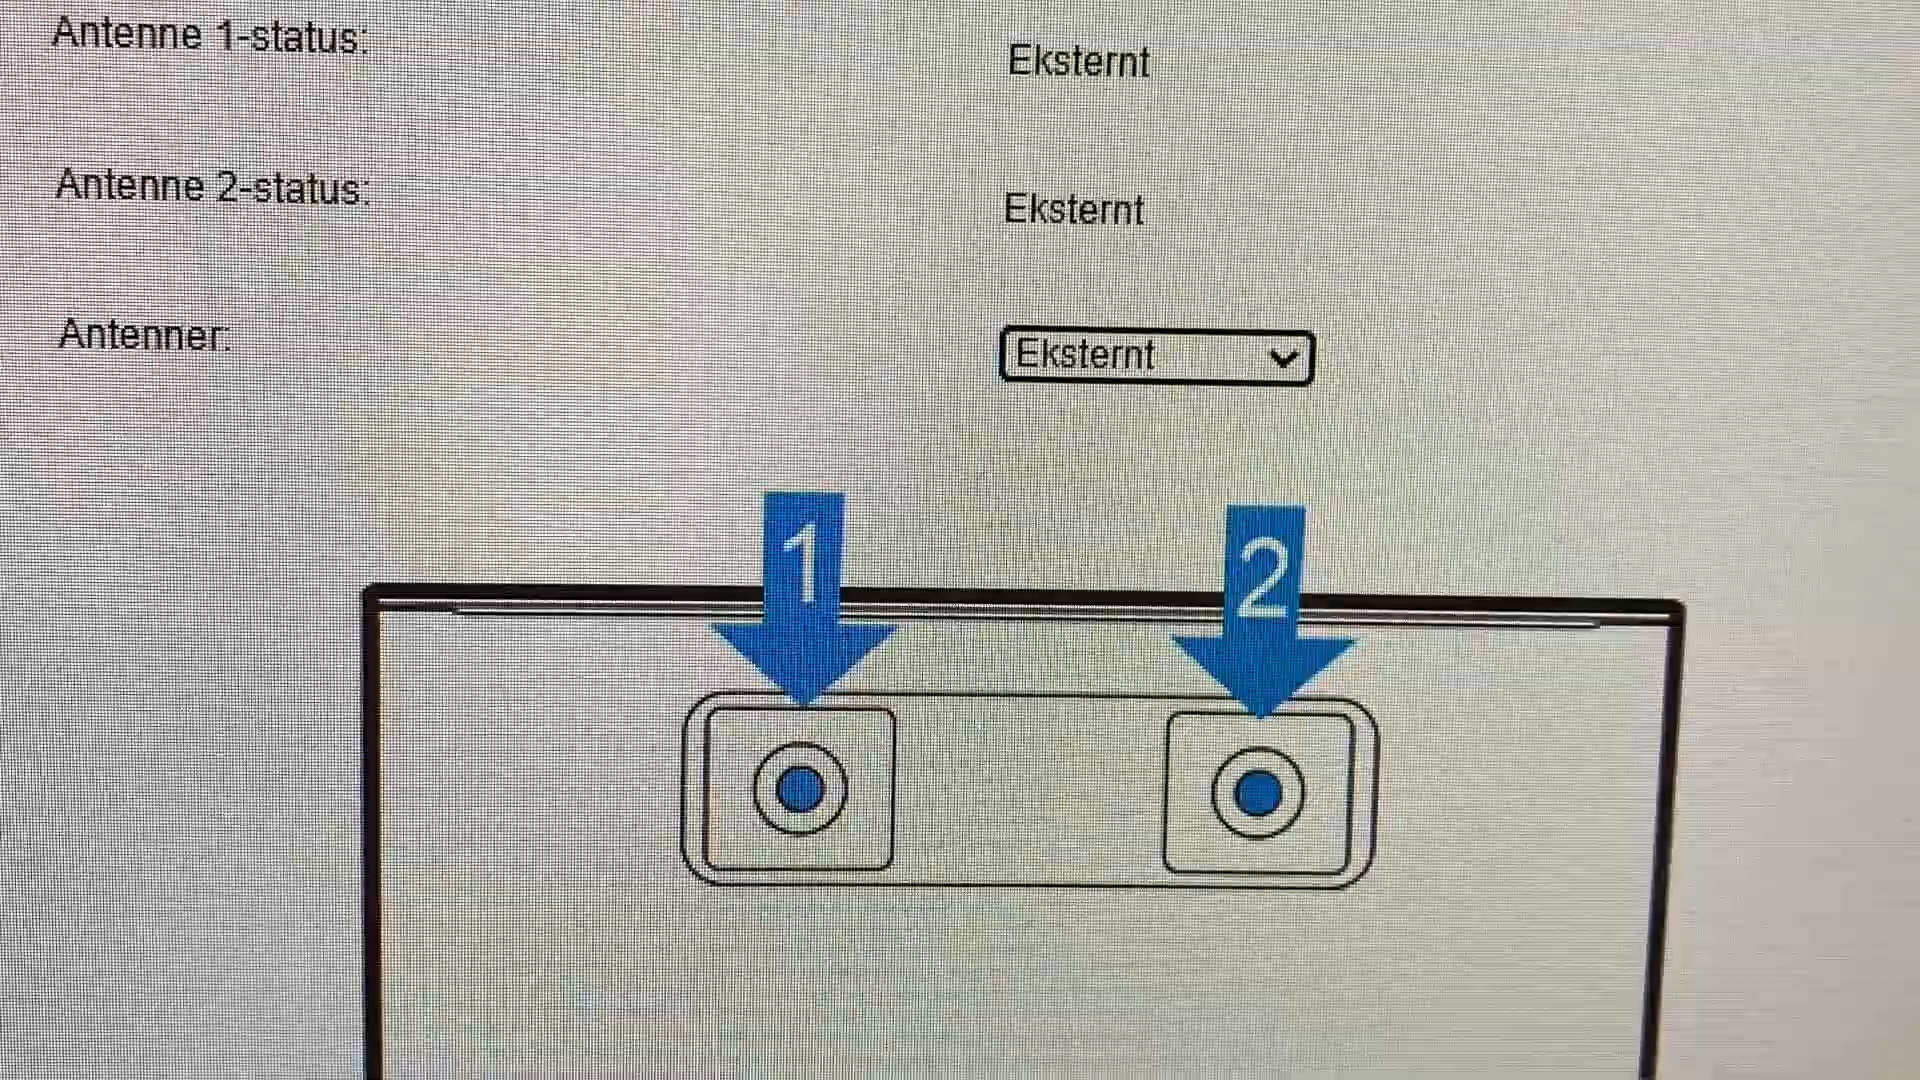 Antenne 1-status:
Eksternt
Antenne 2-status:
Eksternt
Antenner:
Eksternt
1
2